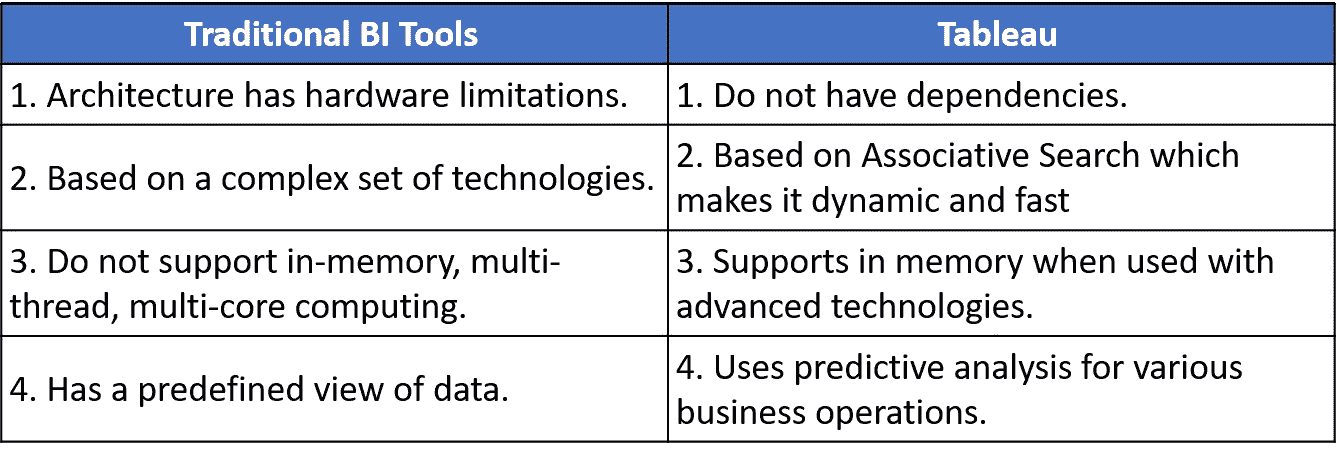 Traditional BI Tools
Tableau
1. Architecture has hardware limitations.
1. Do not have dependencies.
2. Based on a complex set of technologies.
2. Based on Associative Search which
makes it dynamic and fast
3. Do not support in-memory, multi-
thread, multi-core computing.
3. Supports in memory when used with
advanced technologies.
4. Has a predefined view of data.
4. Uses predictive analysis for various
business operations.